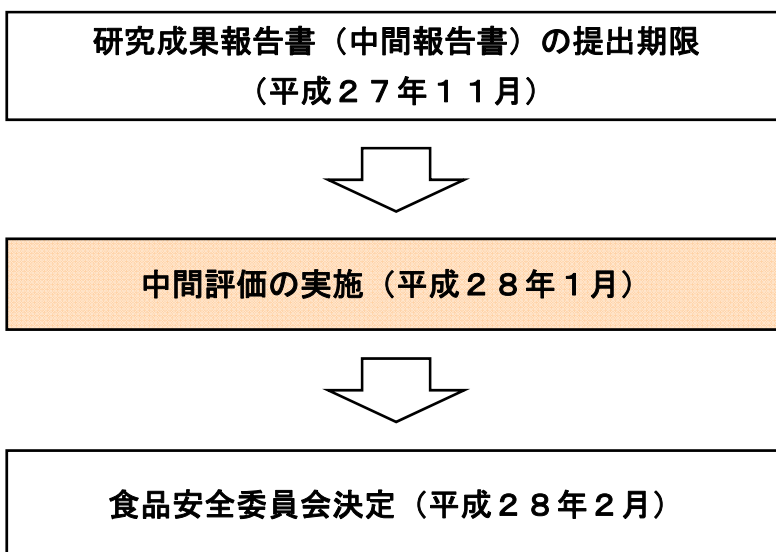 研究成果報告書（中間報告書）の提出期限
（平成２７年１１月）
中間評価の実施（平成２８年１月）
食品安全委員会決定（平成２８年２月）